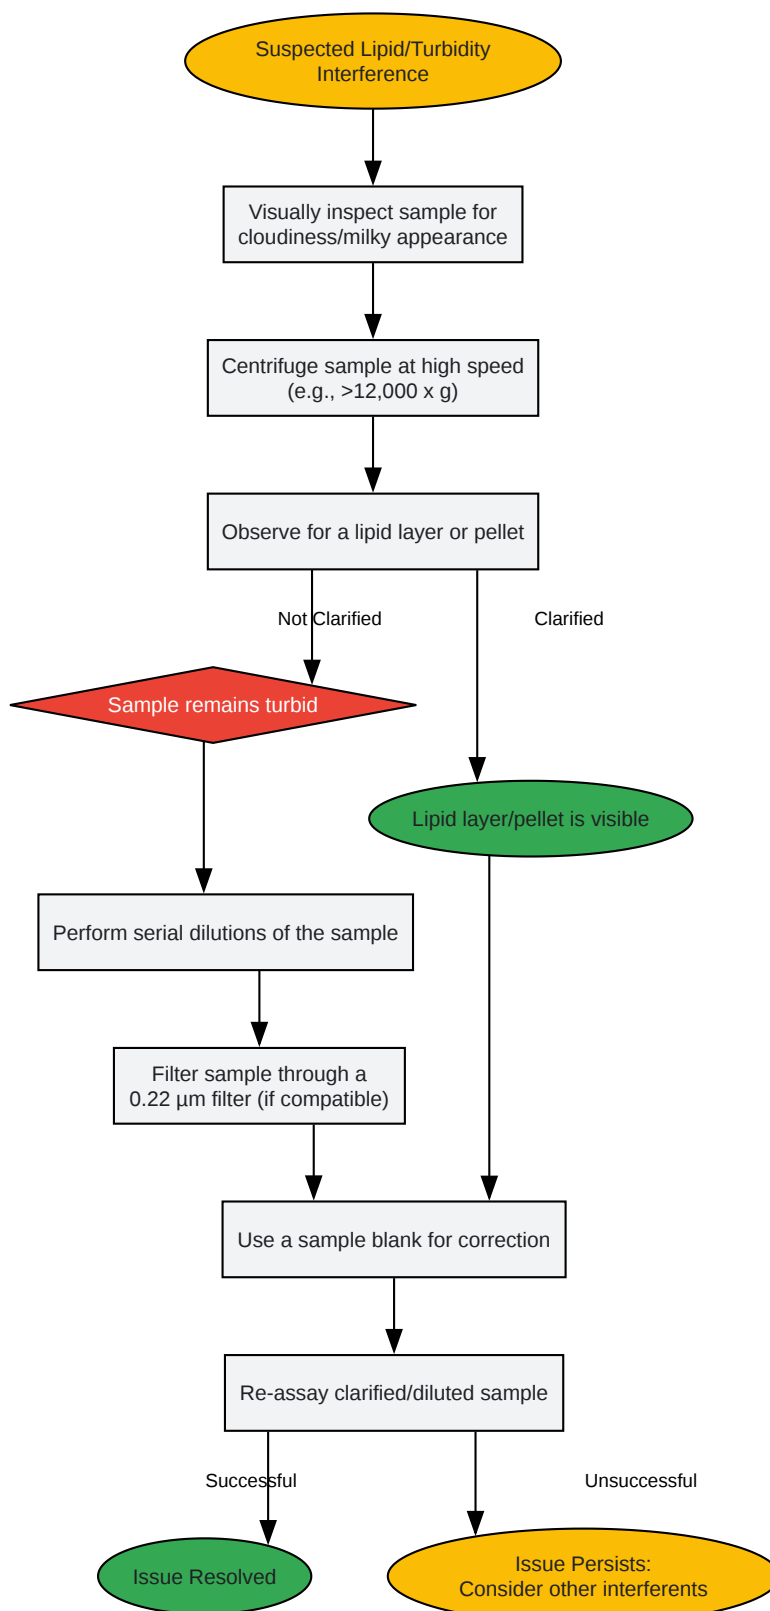 Suspected Lipid/Turbidity
Interference
Visually inspect sample for
cloudiness/milky appearance
Centrifuge sample at high speed
(e.g., >12,000 x g)
Observe for a lipid layer or pellet
Not Clarified
Clarified
Sample remains turbid
Lipid layer/pellet is visible
Perform serial dilutions of the sample
Filter sample through a
0.22 µm filter (if compatible)
Use a sample blank for correction
Re-assay clarified/diluted sample
Successful
Unsuccessful
Issue Resolved
Issue Persists:
Consider other interferents